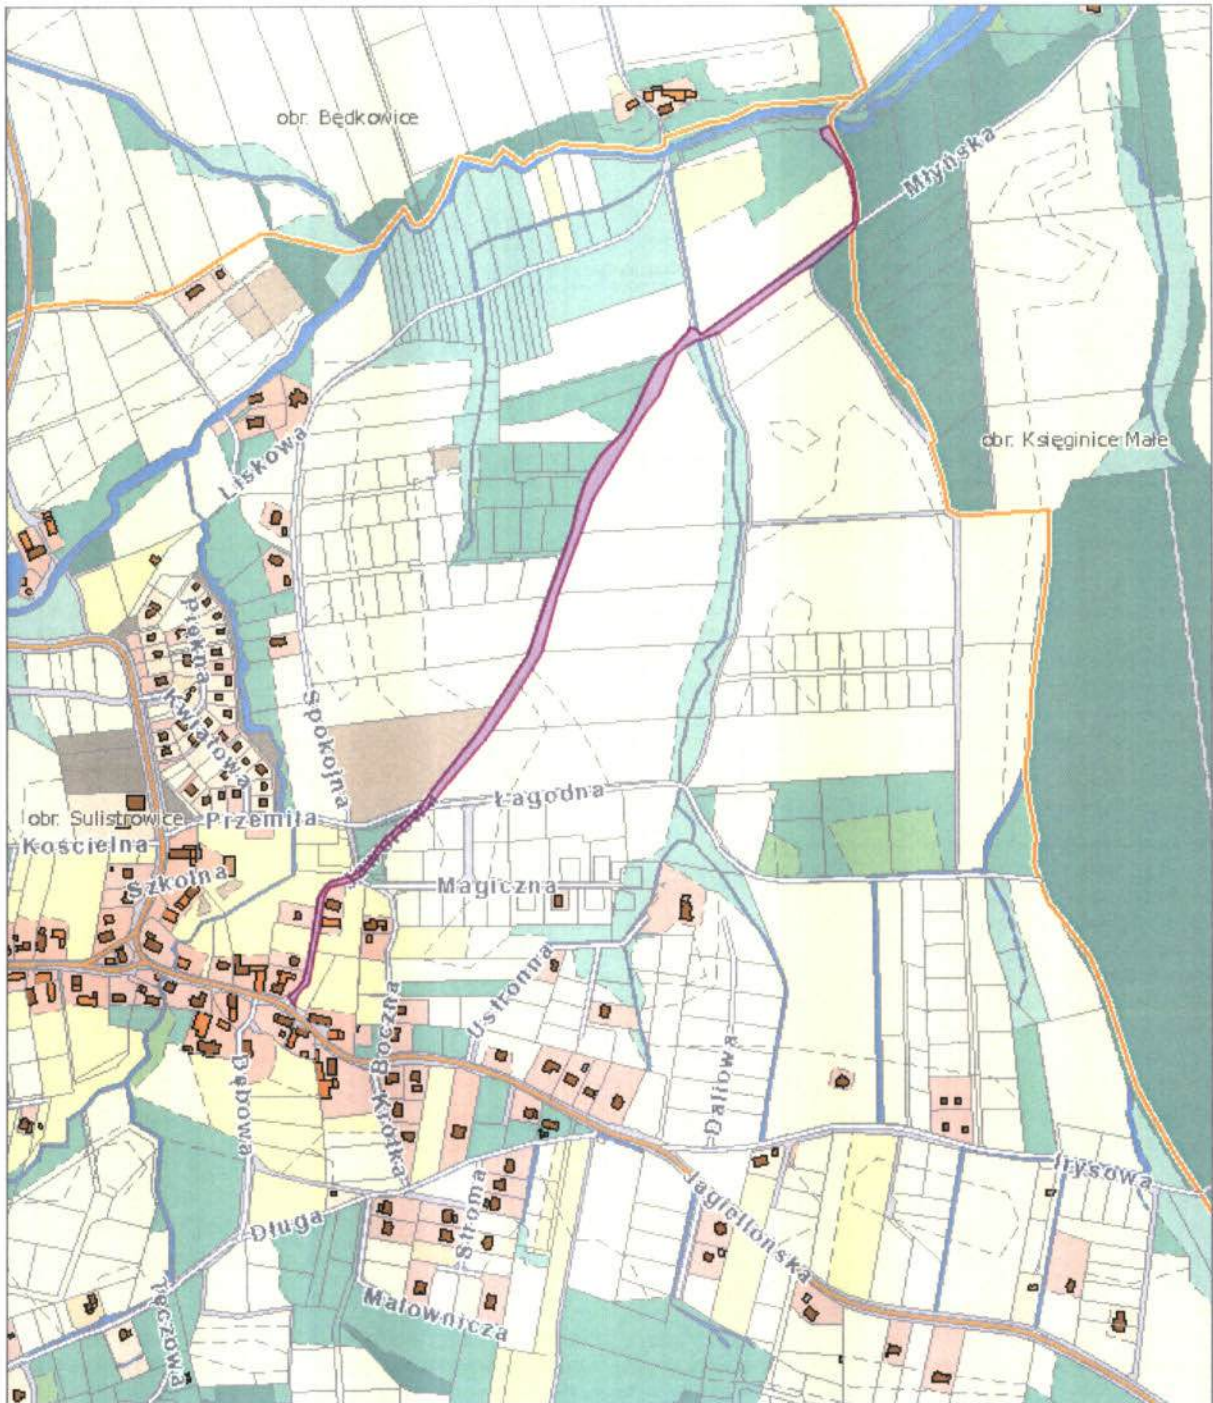 obr. Będkowice
Młyńska
obr. Księginice Małe
Liskowa
Piękna
Kwiatowa
Spokojna
Łagodna
obr. Sulistrowice
Przemiła
Kościelna
Szkolna
Magiczna
Ustronna
Boczna
Dębowa
Krótka
Daliowa
Irysowa
Jagiellońska
Długa
Stroma
Malownicza
Tęczowa